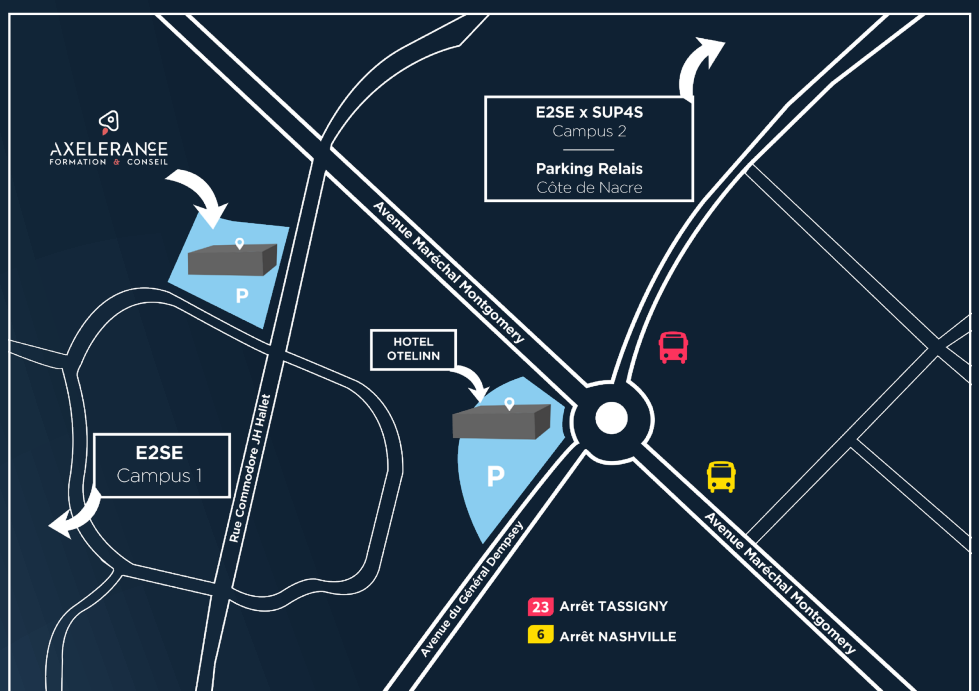 AXELERANCE
FORMATION & CONSEIL
E2SE x SUP4S
Campus 2
Parking Relais
Côte de Nacre
Avenue Maréchal Montgomery
P
HOTEL
OTELINN
P
E2SE
Campus 1
Rue Commodore JH Hallet
Avenue du Général Dempsey
Avenue Maréchal Montgomery
23 Arrêt TASSIGNY
6 Arrêt NASHVILLE